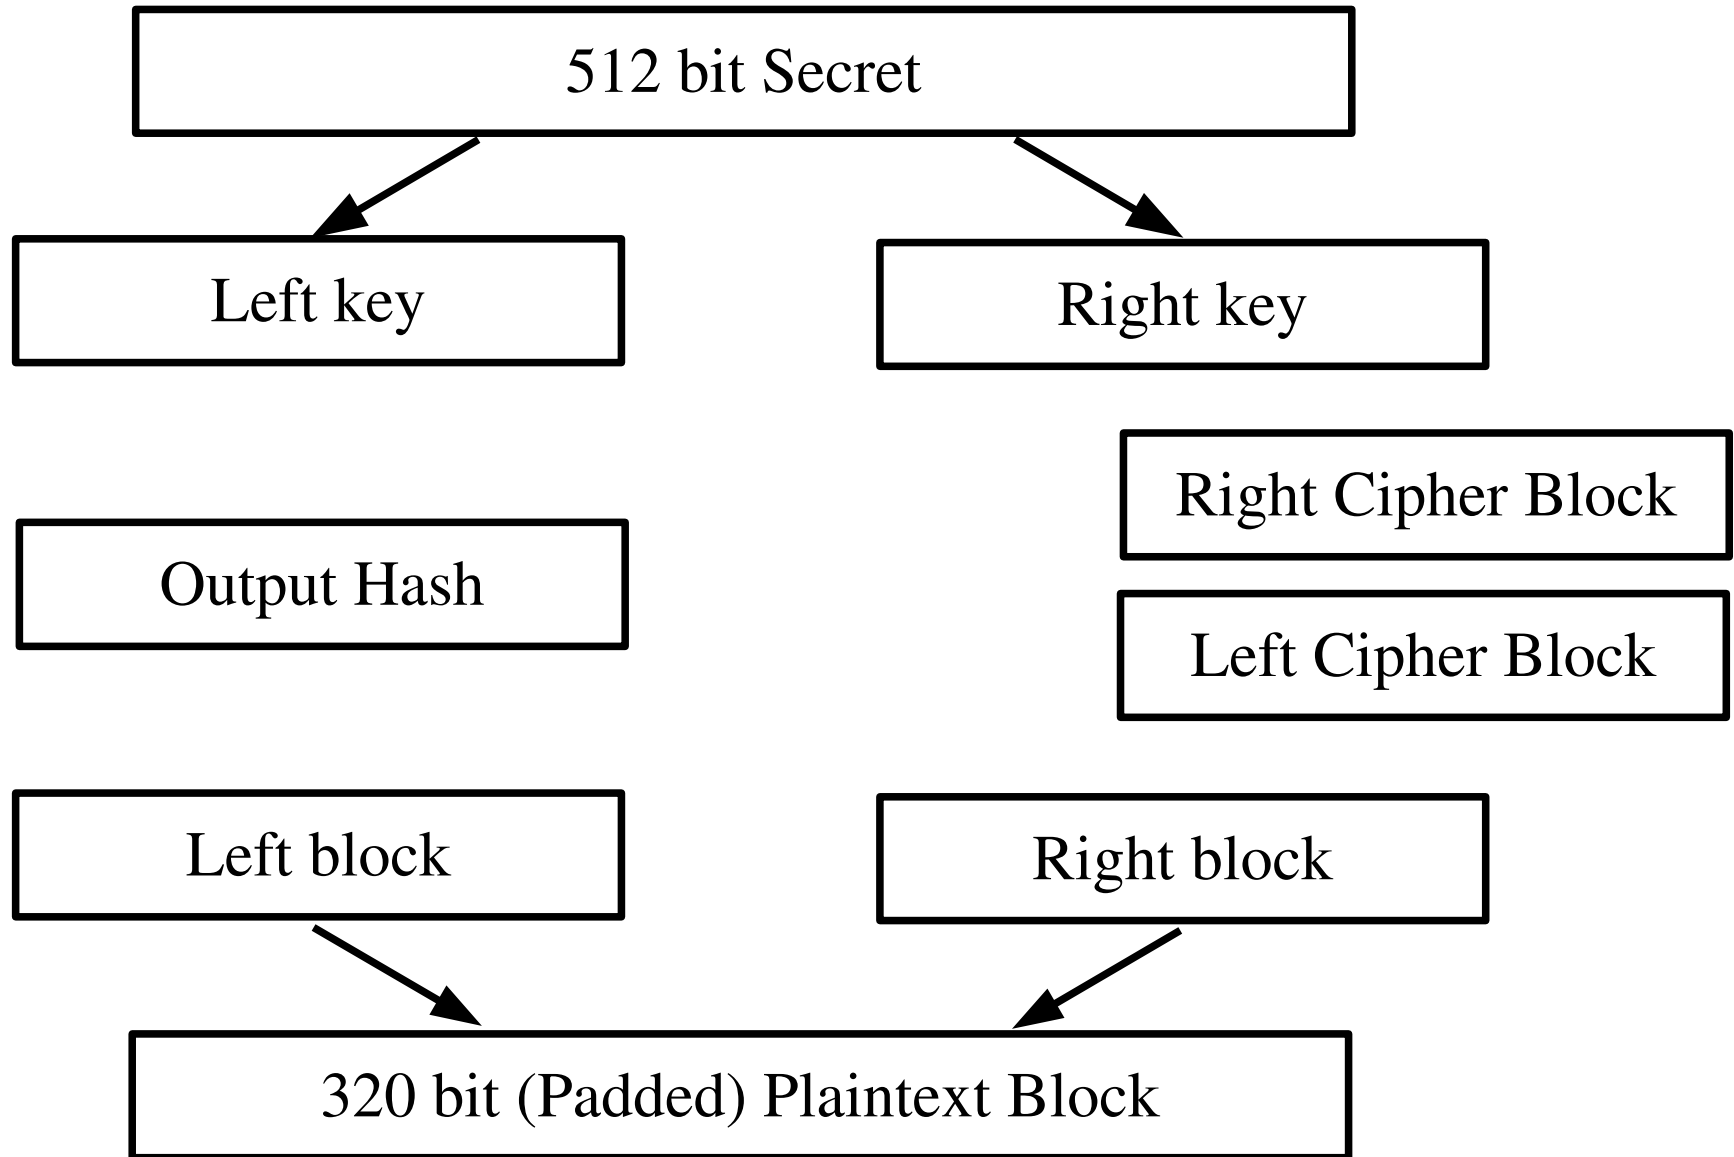 512 bit Secret
Left key
Right key
Right Cipher Block
Output Hash
Left Cipher Block
Left block
Right block
320 bit (Padded) Plaintext Block